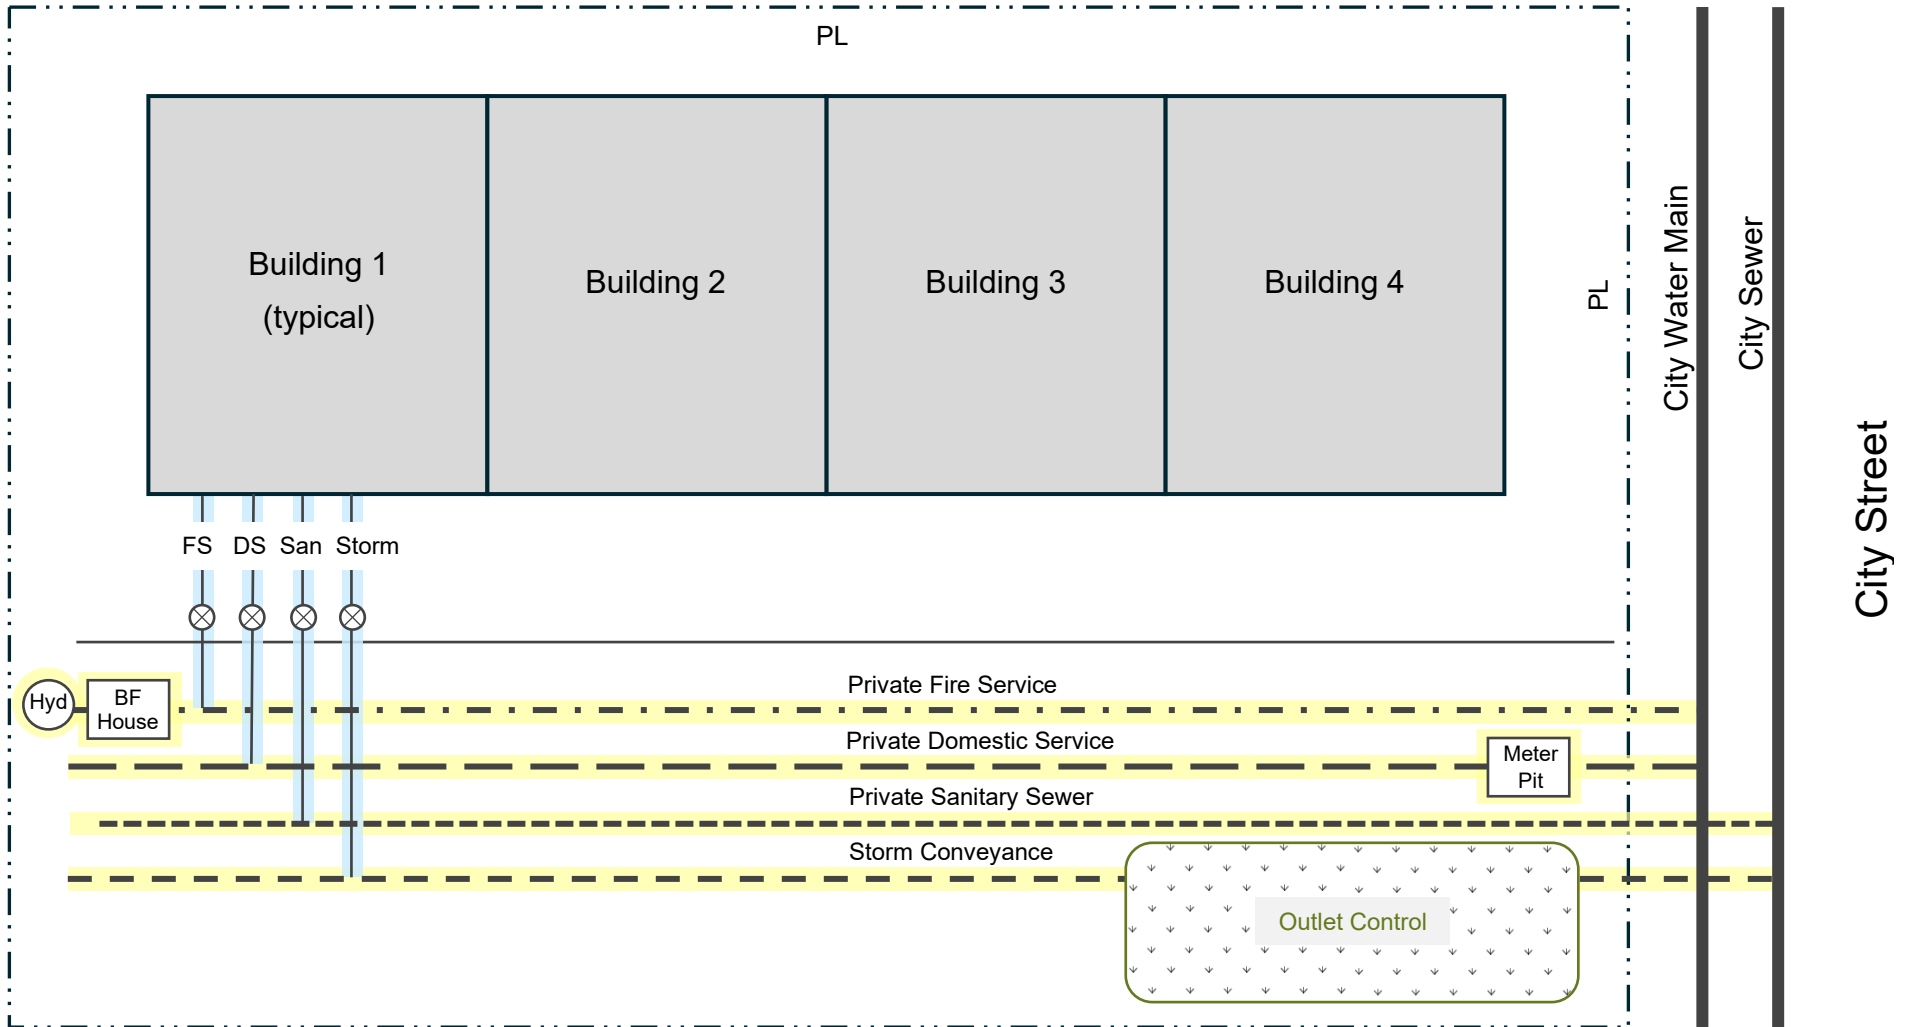 PL
Building 1
(typical)
Building 2
Building 3
Building 4
PL
City Water Main
City Sewer
City Street
FS
DS
San
Storm
Hyd
BF
House
Private Fire Service
Private Domestic Service
Meter
Pit
Private Sanitary Sewer
Storm Conveyance
Outlet Control